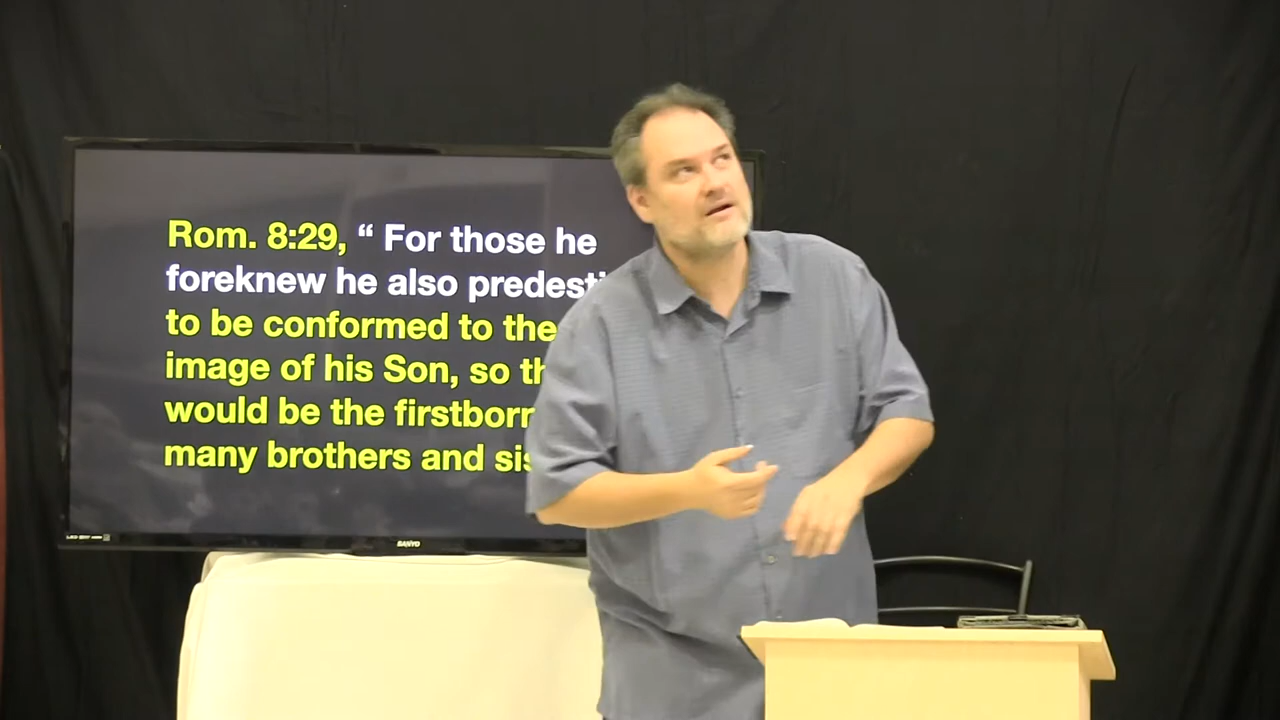 Rom. 8:29, “ For those he
foreknew he also predesti
to be conformed to the
image of his Son, so th
would be the firstborn
many brothers and sis
SANYO